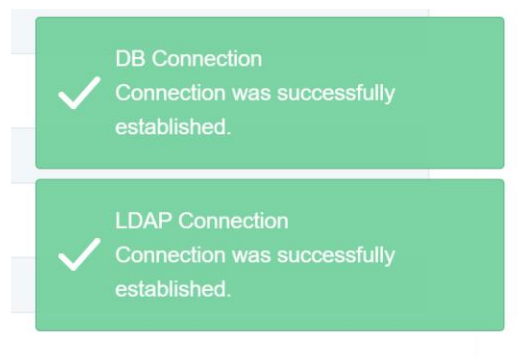 DB Connection
Connection was successfully
established.
LDAP Connection
Connection was successfully
established.